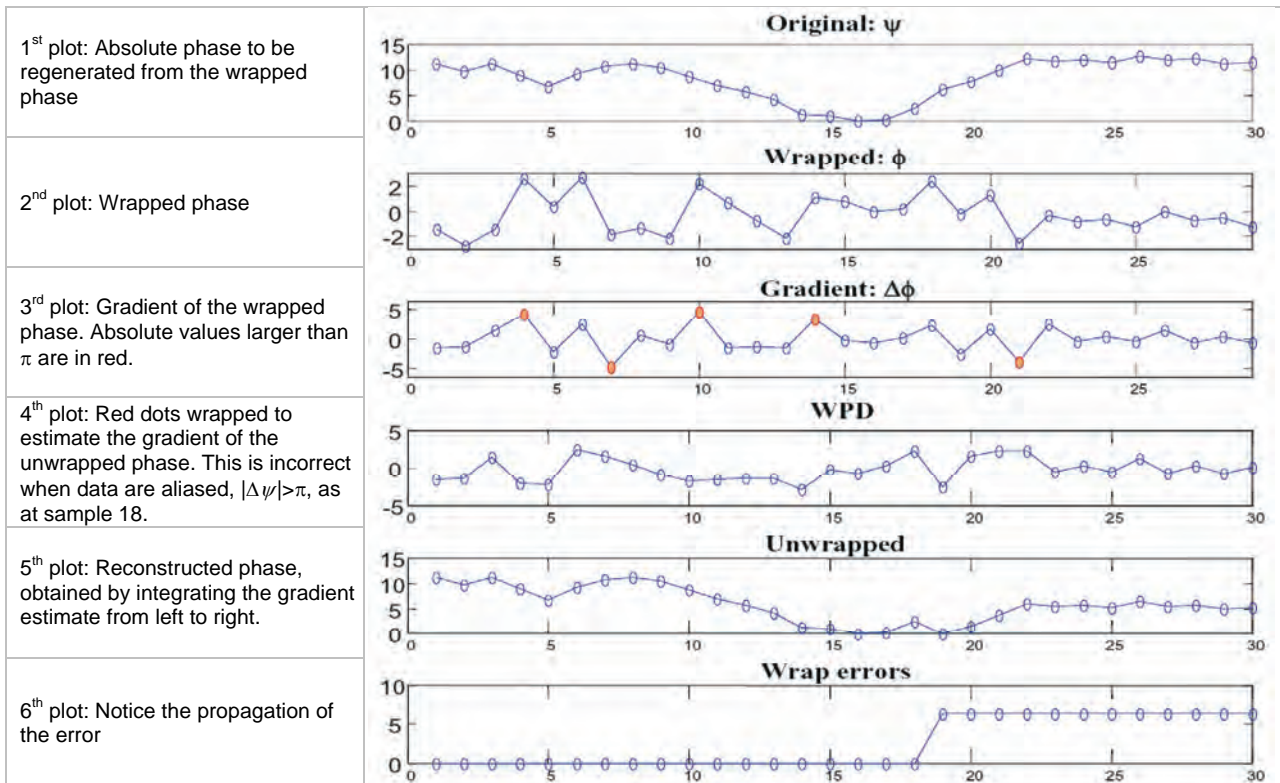 1st plot: Absolute phase to be
regenerated from the wrapped
phase
Original: ψ
15
10
5
0
0 5 10 15 20 25 30
2nd plot: Wrapped phase
Wrapped: ϕ
2
0
-2
0 5 10 15 20 25
3rd plot: Gradient of the wrapped
phase. Absolute values larger than
π are in red.
Gradient: Δϕ
5
0
-5
0 5 10 15 20 25
4th plot: Red dots wrapped to
estimate the gradient of the
unwrapped phase. This is incorrect
when data are aliased, |Δψ|>π, as
at sample 18.
WPD
5
0
-5
0 5 10 15 20 25 30
5th plot: Reconstructed phase,
obtained by integrating the gradient
estimate from left to right.
Unwrapped
15
10
5
0
0 5 10 15 20 25 30
6th plot: Notice the propagation of
the error
Wrap errors
10
5
0
0 5 10 15 20 25 30